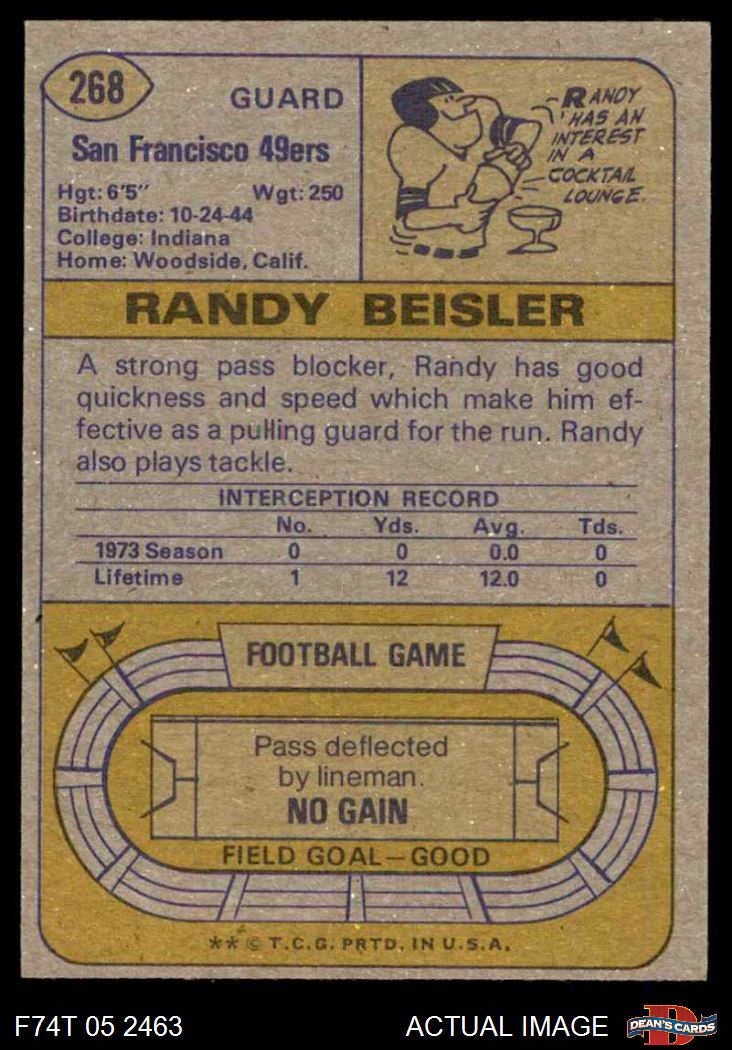 268
GUARD
San Francisco 49ers
Hgt: 6'5" Wgt: 250
Birthdate: 10-24-44
College: Indiana
Home: Woodside, Calif.
RANDY
HAS AN
INTEREST
IN A
COCKTAIL
LOUNGE.
RANDY BEISLER
A strong pass blocker, Randy has good
quickness and speed which make him ef-
fective as a pulling guard for the run. Randy
also plays tackle.
INTERCEPTION RECORD
No. Yds. Avg. Tds.
1973 Season 0 0 0.0 0
Lifetime 1 12 12.0 0
FOOTBALL GAME
Pass deflected
by lineman.
NO GAIN
FIELD GOAL—GOOD
** © T.C.G. PRTD. IN U.S.A.
F74T 05 2463 ACTUAL IMAGE
D
DEAN'S CARDS